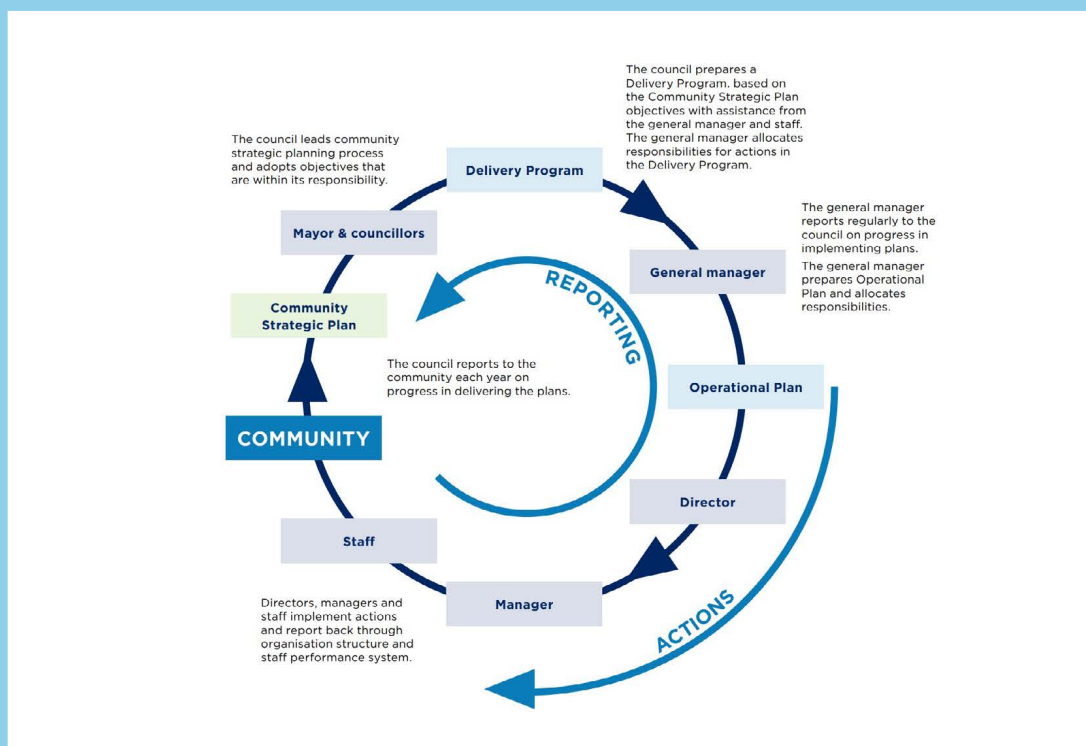 The council prepares a
Delivery Program. based on
the Community Strategic Plan
objectives with assistance from
the general manager and staff.
The general manager allocates
responsibilities for actions in
the Delivery Program.
The council leads community
strategic planning process
and adopts objectives that
are within its responsibility.
Delivery Program
Mayor & councillors
The general manager
reports regularly to the
council on progress in
implementing plans.
The general manager
prepares Operational
Plan and allocates
responsibilities.
General manager
REPORTING
Community
Strategic Plan
The council reports to the
community each year on
progress in delivering the plans.
Operational Plan
COMMUNITY
Director
Staff
Manager
ACTIONS
Directors, managers and
staff implement actions
and report back through
organisation structure and
staff performance system.